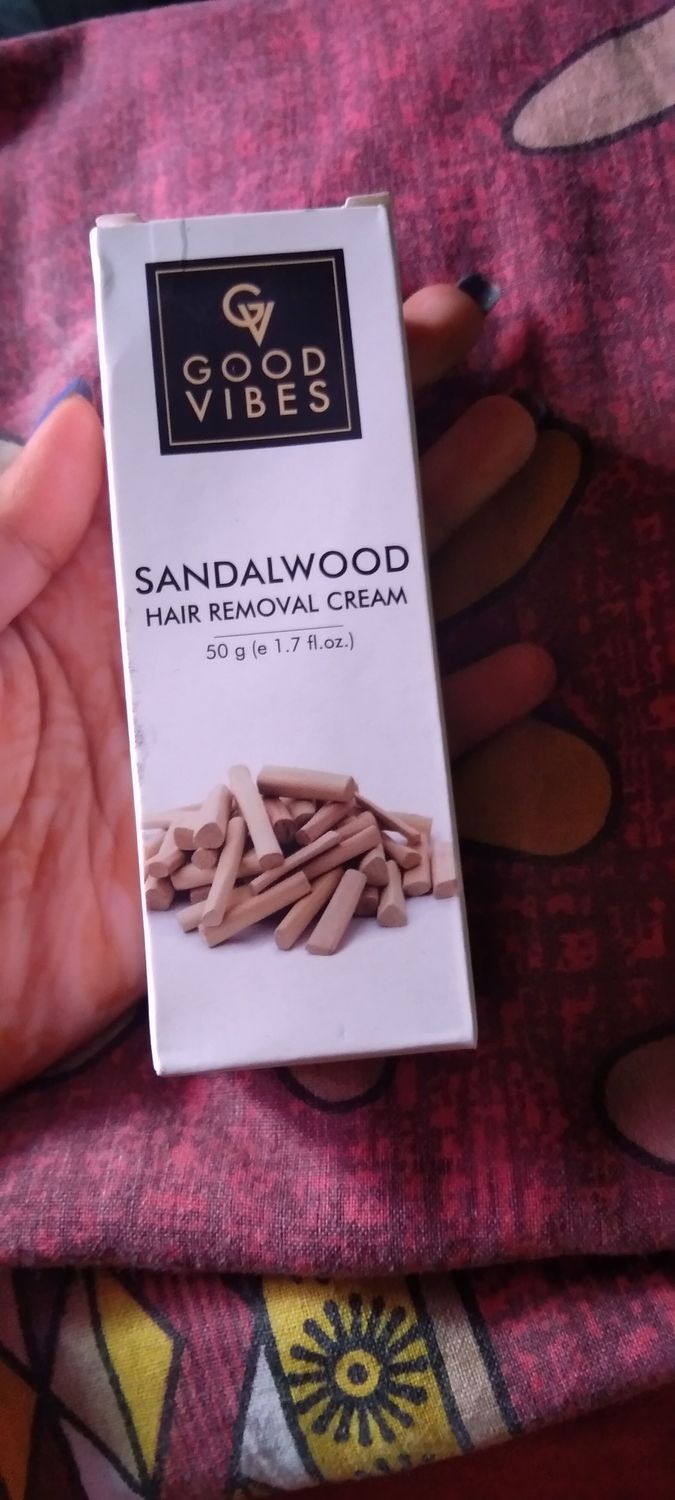 GV
GOOD
VIBES
SANDALWOOD
HAIR REMOVAL CREAM
50 g (e 1.7 fl.oz.)